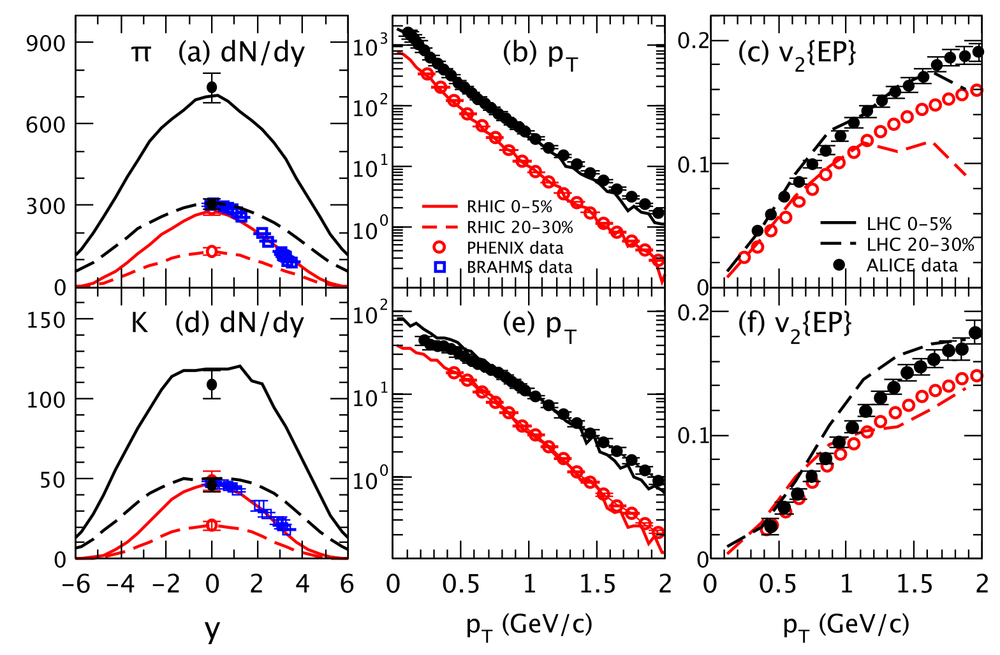 π (a) dN/dy
(b) pT
(c) v2{EP}
900
600
300
0
10³
10²
10¹
10⁰
0.2
0.1
0
RHIC 0−5%
RHIC 20−30%
PHENIX data
BRAHMS data
LHC 0−5%
LHC 20−30%
ALICE data
K (d) dN/dy
(e) pT
(f) v2{EP}
150
100
50
0
10²
10¹
10⁰
0.2
0.1
0
−6 −4 −2 0 2 4 6
0 0.5 1 1.5 2
0 0.5 1 1.5 2
y
pT (GeV/c)
pT (GeV/c)